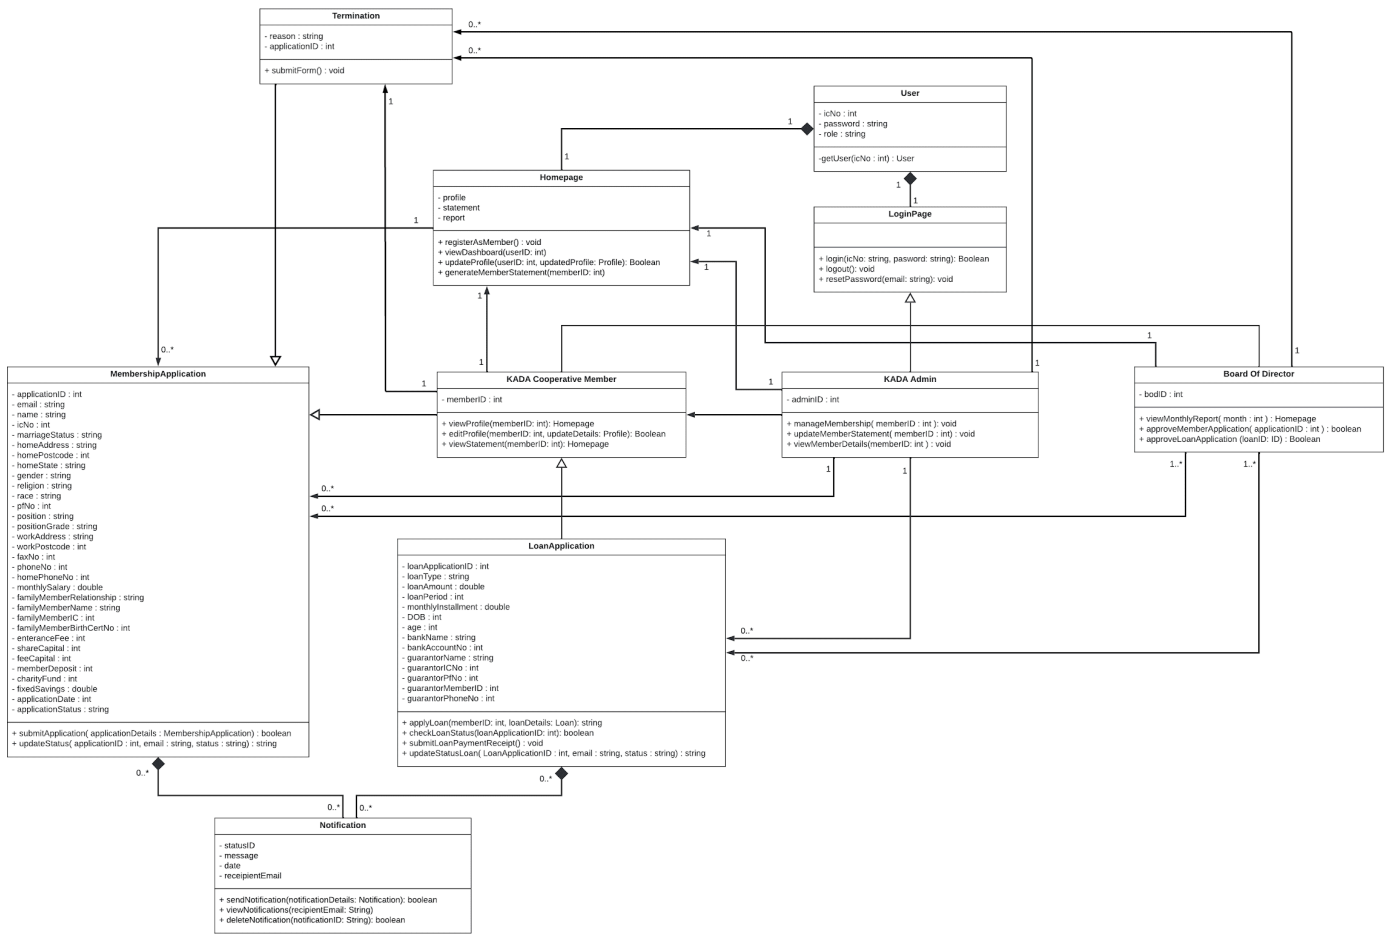 Termination
- reason : string
- applicationID : int
+ submitForm() : void
0..*
0..*
1
User
- icNo : int
- password : string
- role : string
-getUser(icNo : int) : User
1
1
1
1
Homepage
- profile
- statement
- report
+ registerAsMember() : void
+ viewDashboard(userID: int)
+ updateProfile(userID: int, updatedProfile: Profile): Boolean
+ generateMemberStatement(memberID: int)
1
1
1
1
LoginPage
+ login(icNo: string, pasword: string): Boolean
+ logout(): void
+ resetPassword(email: string): void
0..*
1
1
1
1
1
1
MembershipApplication
- applicationID : int
- email : string
- name : string
- icNo : int
- marriageStatus : string
- homeAddress : string
- homePostcode : int
- homeState : string
- gender : string
- religion : string
- race : string
- pfNo : int
- position : string
- positionGrade : string
- workAddress : string
- workPostcode : int
- faxNo : int
- phoneNo : int
- homePhoneNo : int
- monthlySalary : double
- familyMemberRelationship : string
- familyMemberName : string
- familyMemberIC : int
- familyMemberBirthCertNo : int
- enteranceFee : int
- shareCapital : int
- feeCapital : int
- memberDeposit : int
- charityFund : int
- fixedSavings : double
- applicationDate : int
- applicationStatus : string
+ submitApplication( applicationDetails : MembershipApplication) : boolean
+ updateStatus( applicationID : int, email : string, status : string) : string
KADA Cooperative Member
- memberID : int
+ viewProfile(memberID: int): Homepage
+ editProfile(memberID: int, updateDetails: Profile): Boolean
+ viewStatement(memberID: int): Homepage
KADA Admin
- adminID : int
+ manageMembership( memberID : int ) : void
+ updateMemberStatement( memberID : int) : void
+ viewMemberDetails(memberID: int ) : void
Board Of Director
- bodID : int
+ viewMonthlyReport( month : int ) : Homepage
+ approveMemberApplication( applicationID : int ) : boolean
+ approveLoanApplication (loanID: ID) : Boolean
1
1
1..*
1..*
0..*
0..*
LoanApplication
- loanApplicationID : int
- loanType : string
- loanAmount : double
- loanPeriod : int
- monthlyInstallment : double
- DOB : int
- age : int
- bankName : string
- bankAccountNo : int
- guarantorName : string
- guarantorICNo : int
- guarantorPfNo : int
- guarantorMemberID : int
- guarantorPhoneNo : int
+ applyLoan(memberID: int, loanDetails: Loan): string
+ checkLoanStatus(loanApplicationID: int): boolean
+ submitLoanPaymentReceipt() : void
+ updateStatusLoan( LoanApplicationID : int, email : string, status : string) : string
0..*
0..*
0..*
0..*
0..*
0..*
Notification
- statusID
- message
- date
- receipientEmail
+ sendNotification(notificationDetails: Notification): boolean
+ viewNotifications(recipientEmail: String)
+ deleteNotification(notificationID: String): boolean